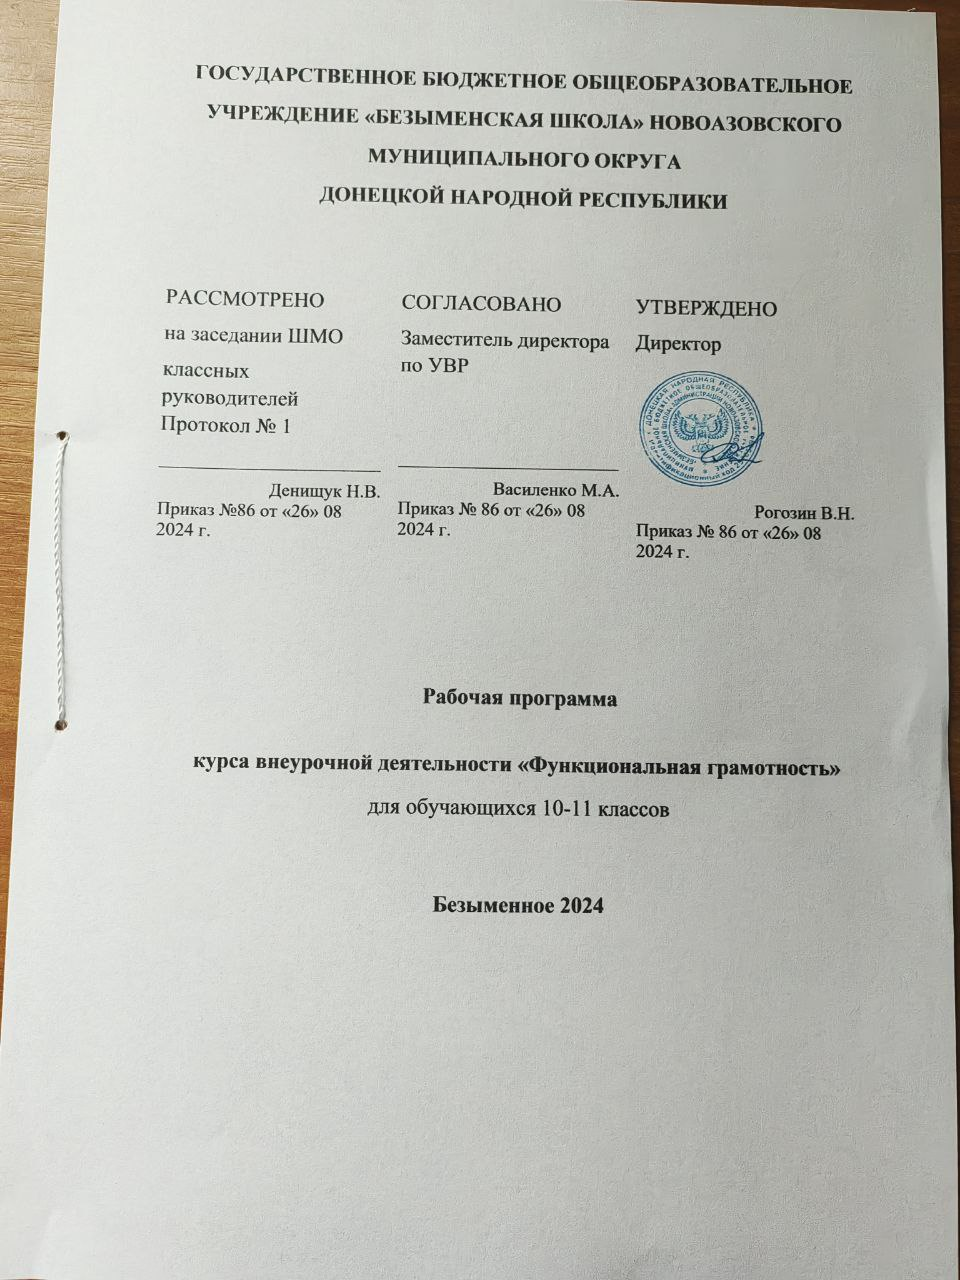 ГОСУДАРСТВЕННОЕ БЮДЖЕТНОЕ ОБЩЕОБРАЗОВАТЕЛЬНОЕ
УЧРЕЖДЕНИЕ «БЕЗЫМЕНСКАЯ ШКОЛА» НОВОАЗОВСКОГО
МУНИЦИПАЛЬНОГО ОКРУГА
ДОНЕЦКОЙ НАРОДНОЙ РЕСПУБЛИКИ
РАССМОТРЕНО
на заседании ШМО
классных
руководителей
Протокол № 1
Денищук Н.В.
Приказ №86 от «26» 08
2024 г.
СОГЛАСОВАНО
Заместитель директора
по УВР
Василенко М.А.
Приказ № 86 от «26» 08
2024 г.
УТВЕРЖДЕНО
Директор
ДОНЕЦКАЯ НАРОДНАЯ РЕСПУБЛИКА
Рогозин В.Н.
Приказ № 86 от «26» 08
2024 г.
Рабочая программа
курса внеурочной деятельности «Функциональная грамотность»
для обучающихся 10-11 классов
Безыменное 2024